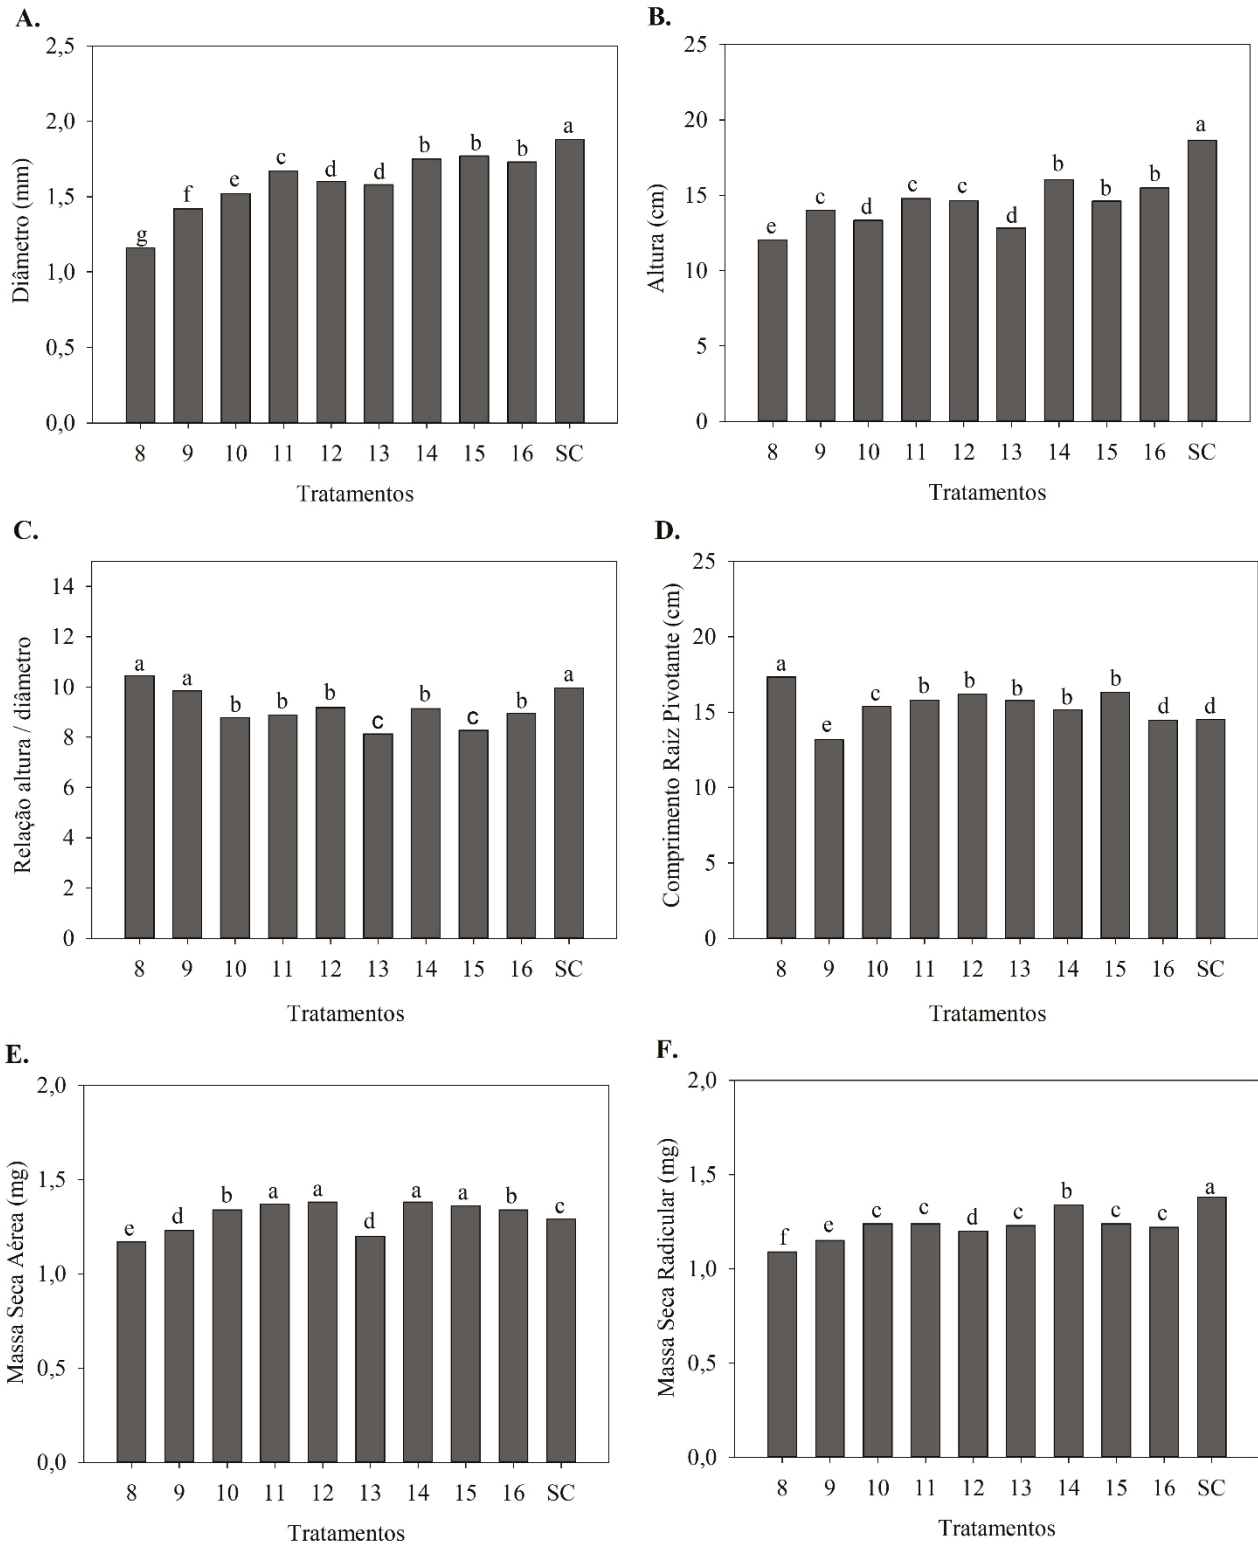 A.
2,5
2,0
1,5
1,0
0,5
0,0
Diâmetro (mm)
g f e c d d b b b a
8 9 10 11 12 13 14 15 16 SC
Tratamentos
B.
25
20
15
10
5
0
Altura (cm)
e c d c c d b b b a
8 9 10 11 12 13 14 15 16 SC
Tratamentos
C.
14
12
10
8
6
4
2
0
Relação altura / diâmetro
a a b b b c b c b a
8 9 10 11 12 13 14 15 16 SC
Tratamentos
D.
25
20
15
10
5
0
Comprimento Raiz Pivotante (cm)
a e c b b b b b d d
8 9 10 11 12 13 14 15 16 SC
Tratamentos
E.
2,0
1,5
1,0
0,5
0,0
Massa Seca Aérea (mg)
e d b a a d a a b c
8 9 10 11 12 13 14 15 16 SC
Tratamentos
F.
2,0
1,5
1,0
0,5
0,0
Massa Seca Radicular (mg)
f e c c d c b c c a
8 9 10 11 12 13 14 15 16 SC
Tratamentos